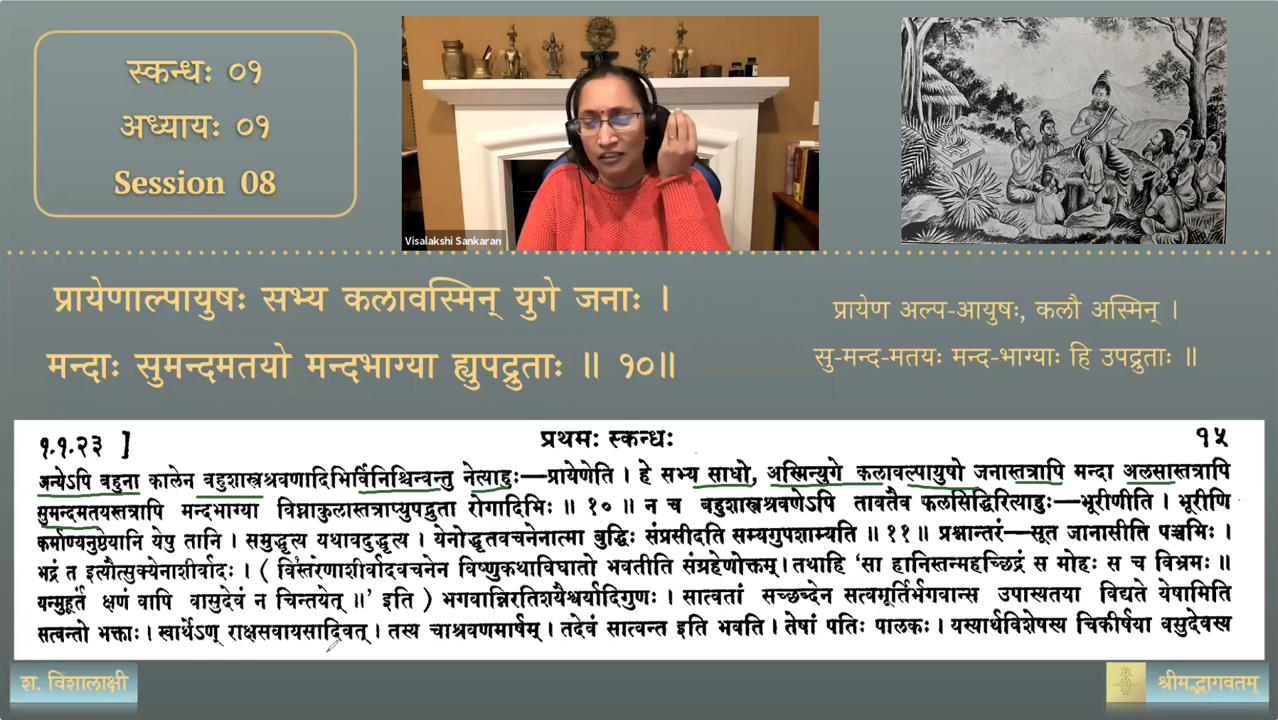 स्कन्धः ०१
अध्यायः ०१
Session 08
Visalakshi Sankaran
प्रायेणाल्पायुषः सभ्य कलावस्मिन् युगे जनाः ।
मन्दाः सुमन्दमतयो मन्दभाग्या ह्युपद्रुताः ॥ १०॥
प्रायेण अल्प-आयुषः, कलौ अस्मिन् ।
सु-मन्द-मतयः मन्द-भाग्याः हि उपद्रुताः ॥
१.१.२३ ] प्रथमः स्कन्धः १५
अन्येऽपि बहुना कालेन बहुशास्त्रश्रवणादिभिर्विनिश्चिन्वन्तु नेत्याहुः—प्रायेणेति । हे सभ्य साधो, अस्मिन्युगे कलावल्पायुषो जनास्तत्रापि मन्दा अलसास्तत्रापि
सुमन्दमतयस्तत्रापि मन्दभाग्या विघ्नाकुलास्तत्राप्युपद्रुता रोगादिभिः ॥ १० ॥ न च बहुशास्त्रश्रवणेऽपि तावतैव फलसिद्धिरित्याहुः—भूरीणीति । भूरीणि
कर्माण्यनुष्ठेयानि येषु तानि । समुद्धृत्य यथावदुद्धृत्य । येनोद्धृतवचनेनात्मा बुद्धिः संप्रसीदति सम्यगुपशाम्यति ॥ ११ ॥ प्रश्नान्तरं—सूत जानासीति पञ्चभिः ।
भद्रं त इत्यौत्सुक्येनाशीर्वादः । ( विस्तरेणाशीर्वादवचनेन विष्णुकथाविघातो भवतीति संग्रहेणोक्तम् । तथाहि 'सा हानिस्तन्महच्छिद्रं स मोहः स च विभ्रमः ॥
यन्मुहूर्तं क्षणं वापि वासुदेवं न चिन्तयेत् ॥' इति ) भगवान्निरतिशयैश्वर्यादिगुणः । सात्वतां सच्छब्देन सत्वमूर्तिर्भगवान्स उपास्यतया विद्यते येषामिति
सत्वन्तो भक्ताः । स्वार्थेऽण् राक्षसवायसादिवत् । तस्य चाश्रवणमार्षम् । तदेवं सात्वन्त इति भवति । तेषां पतिः पालकः । यस्यार्थविशेषस्य चिकीर्षया वसुदेवस्य
श. विशालाक्षी
श्रीमद्भागवतम्